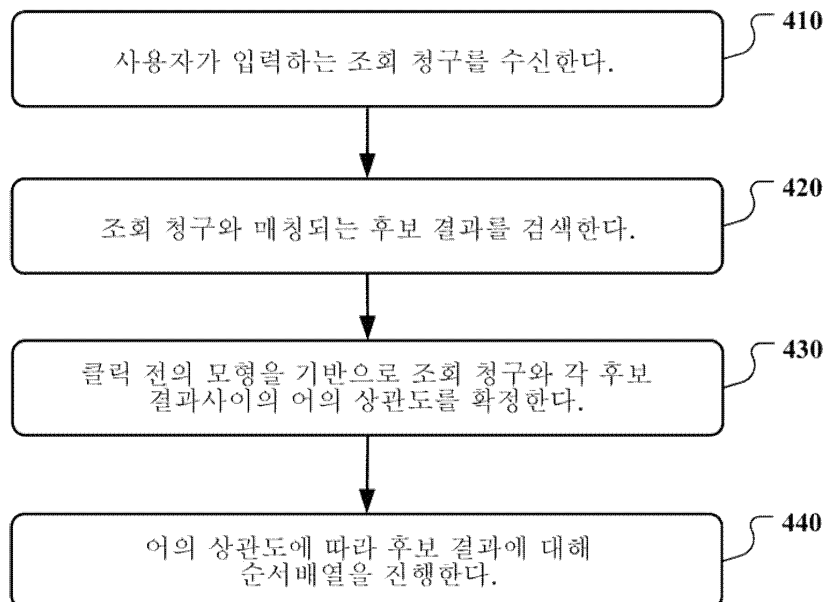 410
사용자가 입력하는 조회 청구를 수신한다.
420
조회 청구와 매칭되는 후보 결과를 검색한다.
430
클릭 전의 모형을 기반으로 조회 청구와 각 후보
결과사이의 어의 상관도를 확정한다.
440
어의 상관도에 따라 후보 결과에 대해
순서배열을 진행한다.